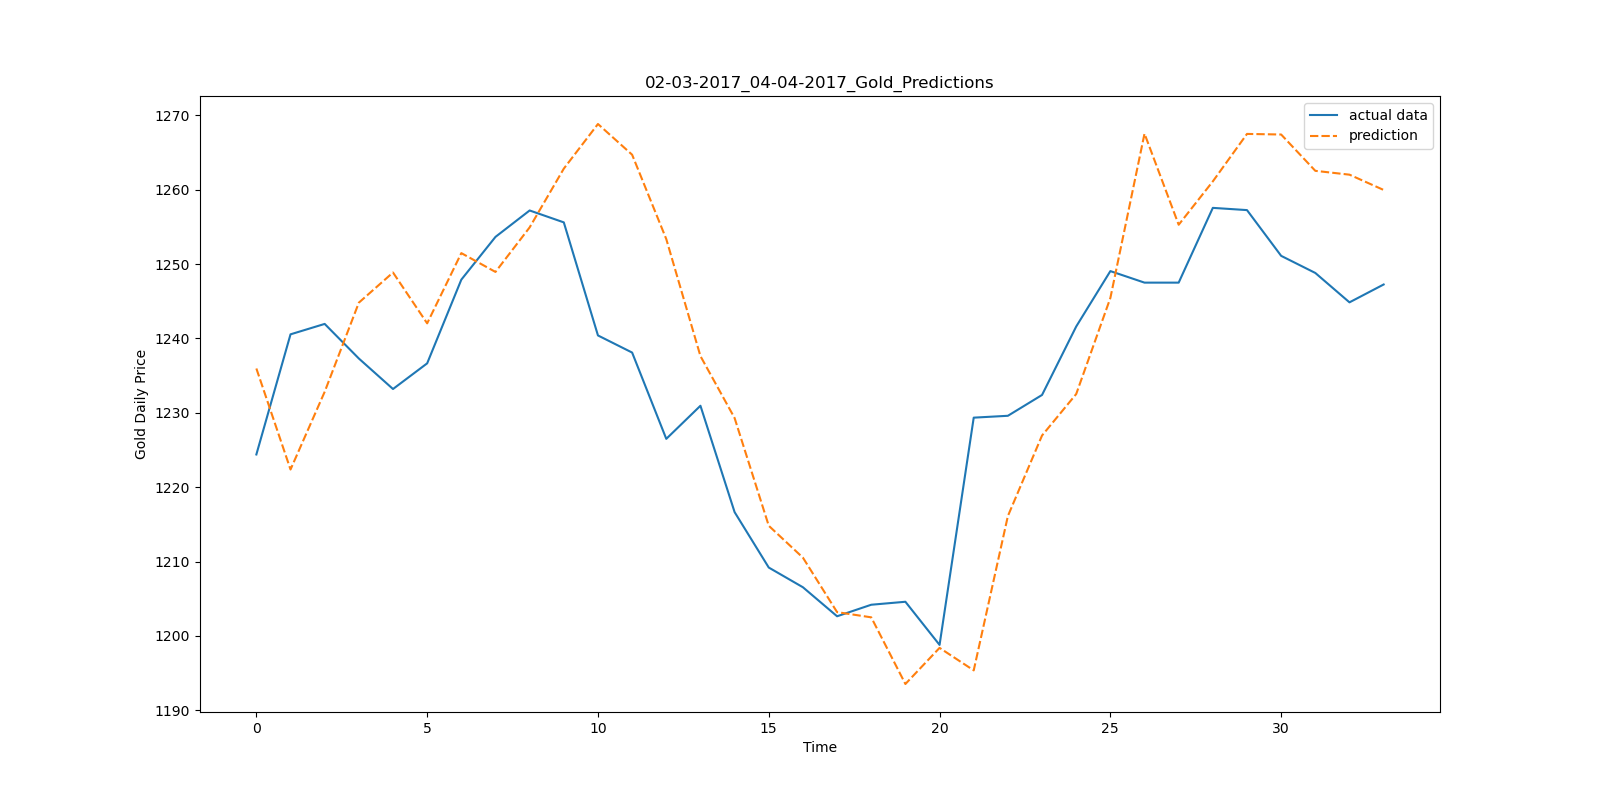 02-03-2017_04-04-2017_Gold_Predictions
actual data
prediction
Gold Daily Price
1270
1260
1250
1240
1230
1220
1210
1200
1190
0 5 10 15 20 25 30
Time